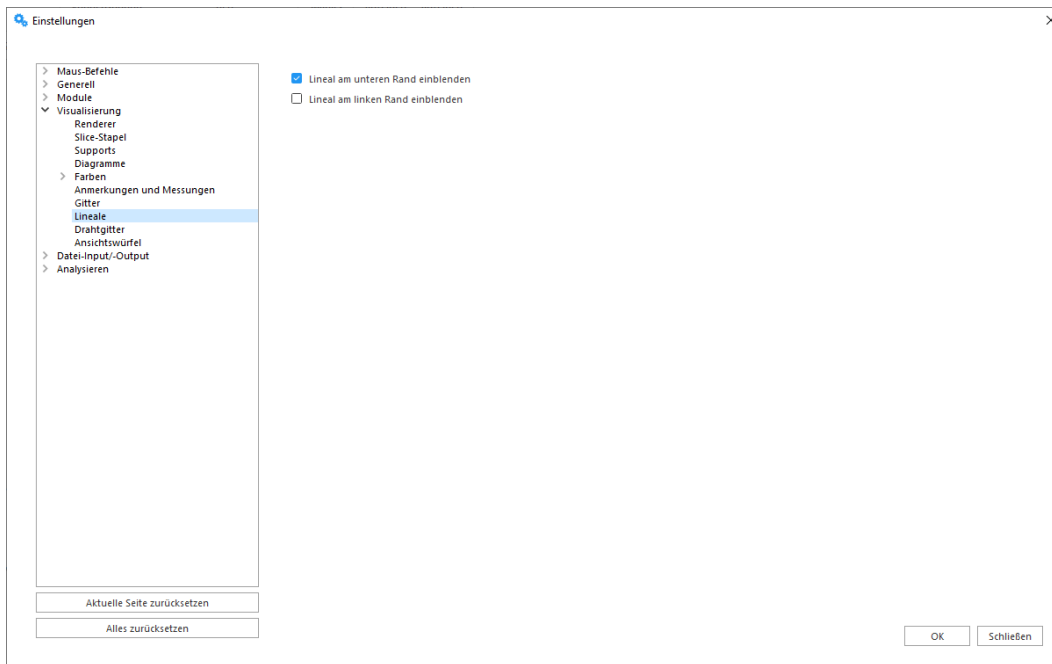 Einstellungen
Maus-Befehle
Generell
Module
Visualisierung
Renderer
Slice-Stapel
Supports
Diagramme
Farben
Anmerkungen und Messungen
Gitter
Lineale
Drahtgitter
Ansichtswürfel
Datei-Input/-Output
Analysieren
Lineal am unteren Rand einblenden
Lineal am linken Rand einblenden
Aktuelle Seite zurücksetzen
Alles zurücksetzen
OK
Schließen